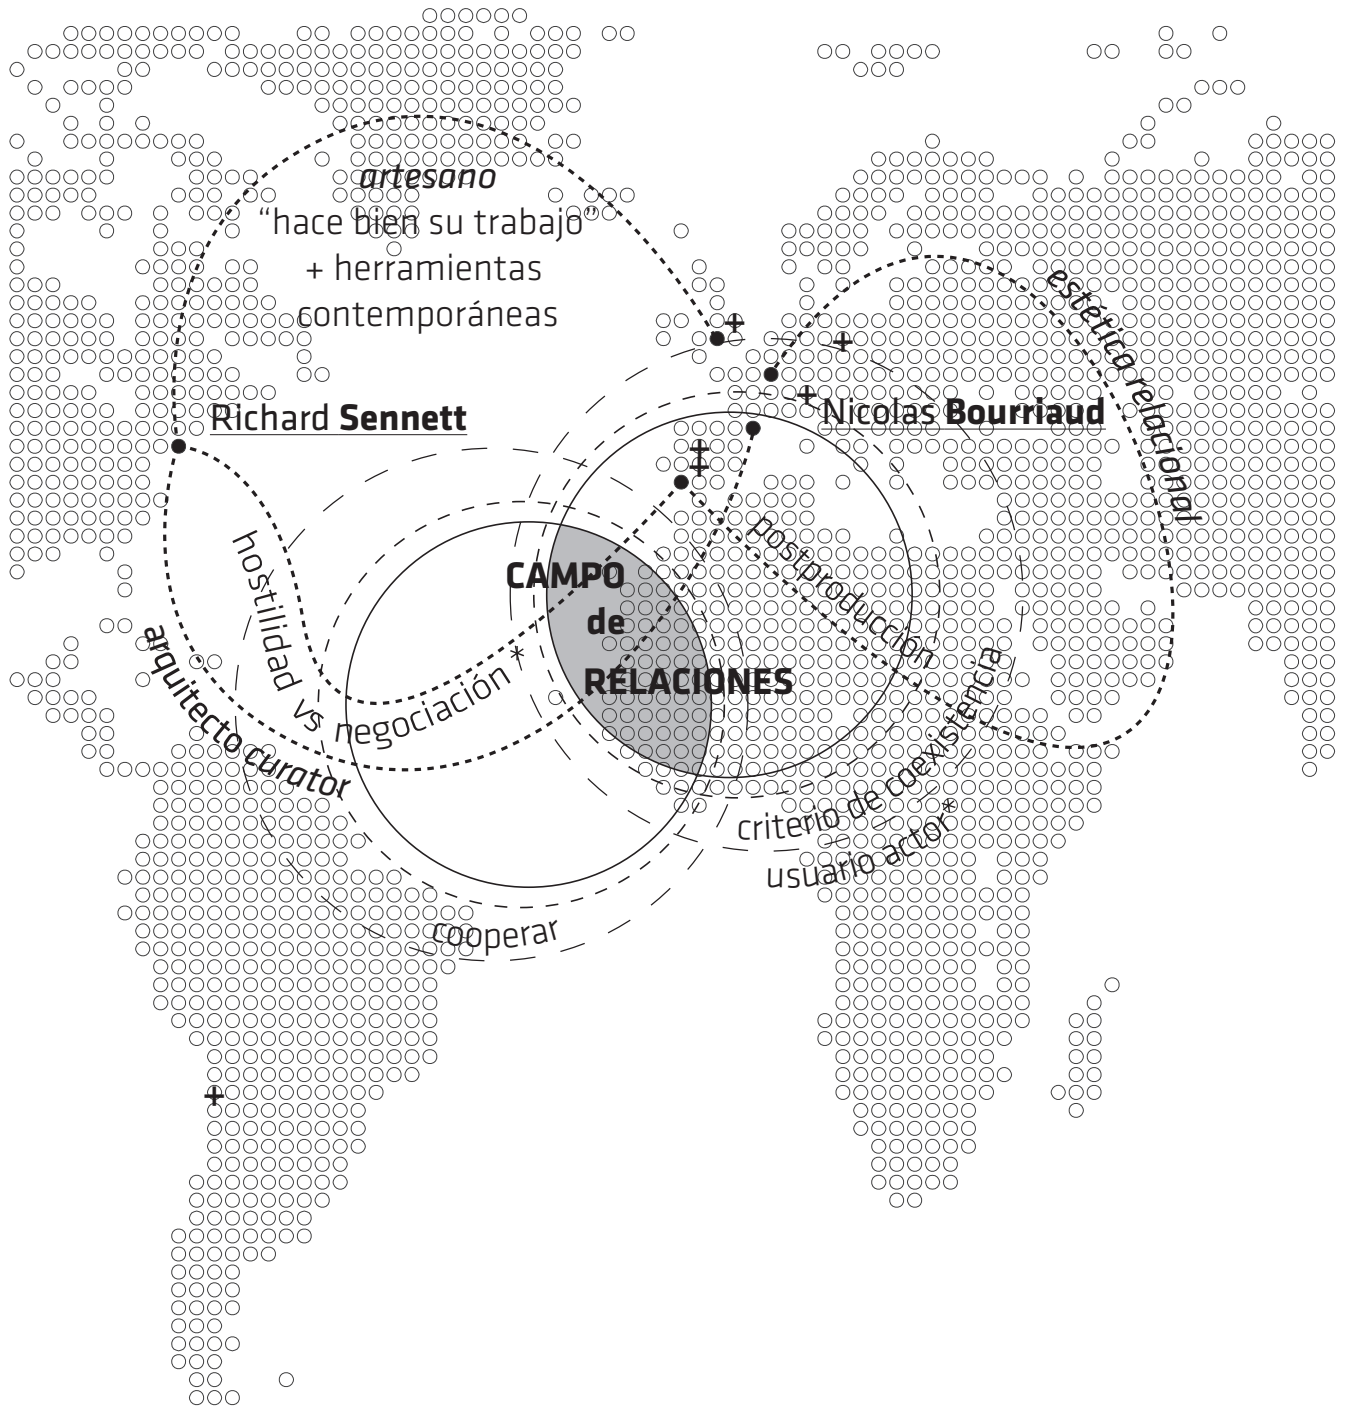 artesano
“hace bien su trabajo”
+ herramientas
contemporáneas
estética relacional
Richard Sennett
Nicolas Bourriaud
hostilidad vs negociación *
postproducción
CAMPO
de
RELACIONES
arquitecto curator
criterio de coexistencia
usuario actor*
cooperar